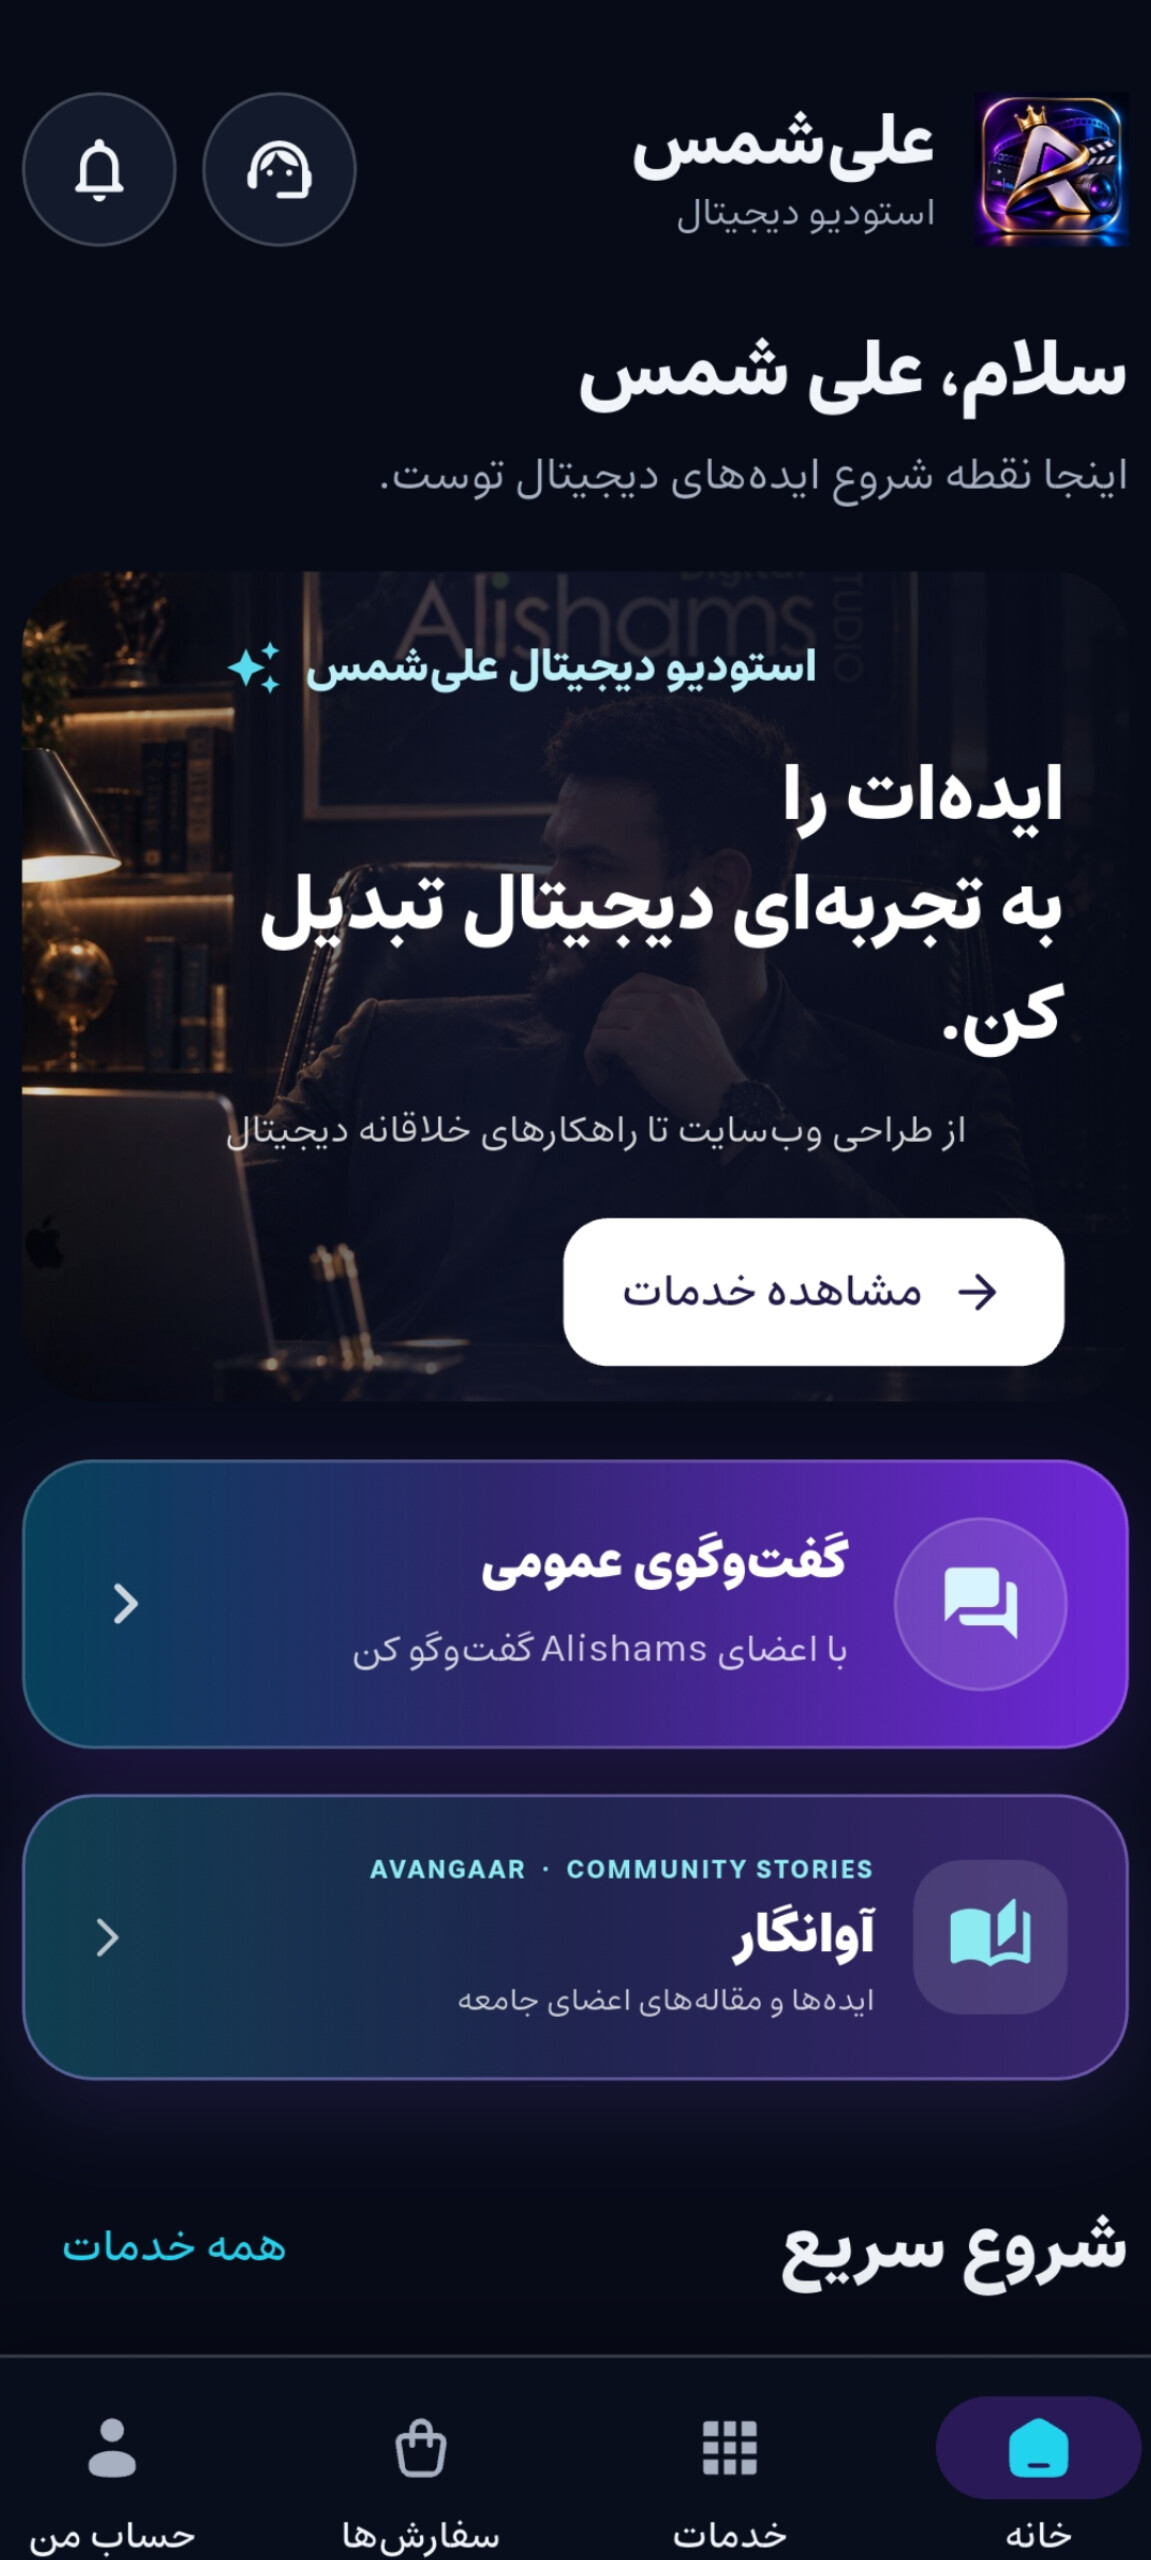 علی‌شمس
استودیو دیجیتال
سلام، علی شمس
اینجا نقطه شروع ایده‌های دیجیتال توست.
Digital
Alishams
STUDIO
استودیو دیجیتال علی‌شمس
ایده‌ات را
به تجربه‌ای دیجیتال تبدیل
کن.
از طراحی وب‌سایت تا راهکارهای خلاقانه دیجیتال
مشاهده خدمات
گفت‌وگوی عمومی
با اعضای Alishams گفت‌وگو کن
AVANGAAR · COMMUNITY STORIES
آوانگار
ایده‌ها و مقاله‌های اعضای جامعه
شروع سریع
همه خدمات
خانه
خدمات
سفارش‌ها
حساب من